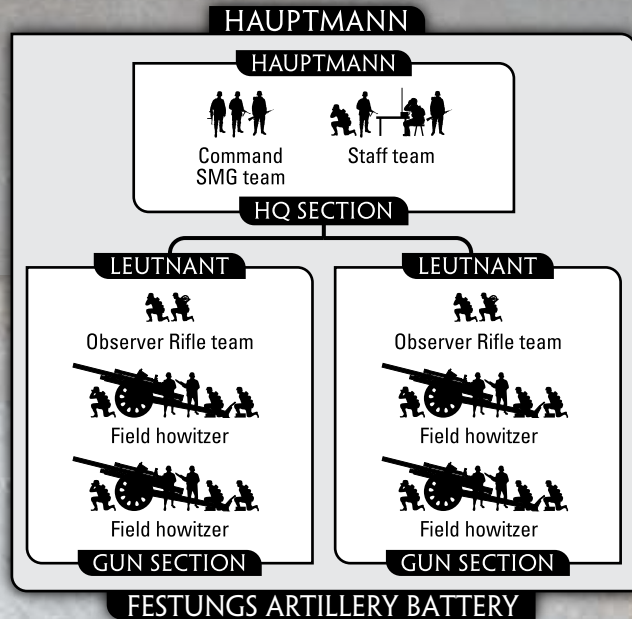 HAUPTMANN
HAUPTMANN
Command
SMG team
Staff team
HQ SECTION
LEUTNANT
Observer Rifle team
Field howitzer
Field howitzer
GUN SECTION
LEUTNANT
Observer Rifle team
Field howitzer
Field howitzer
GUN SECTION
FESTUNGS ARTILLERY BATTERY